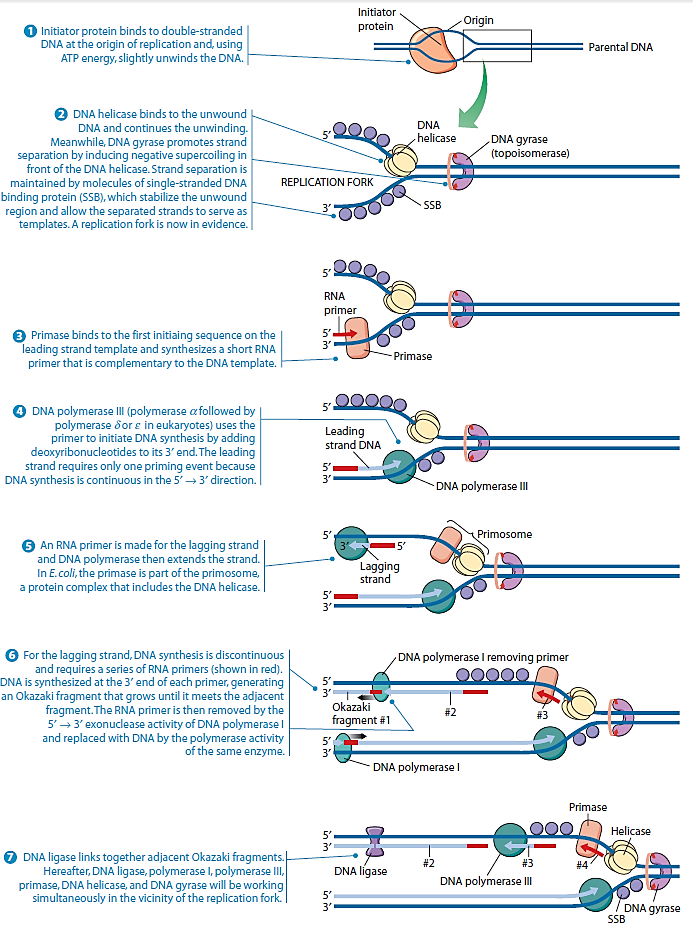 Initiator
protein
Origin
1 Initiator protein binds to double-stranded
DNA at the origin of replication and, using
ATP energy, slightly unwinds the DNA.
Parental DNA
2 DNA helicase binds to the unwound
DNA and continues the unwinding.
Meanwhile, DNA gyrase promotes strand
separation by inducing negative supercoiling in
front of the DNA helicase. Strand separation is
maintained by molecules of single-stranded DNA
binding protein (SSB), which stabilize the unwound
region and allow the separated strands to serve as
templates. A replication fork is now in evidence.
5′
DNA
helicase
DNA gyrase
(topoisomerase)
REPLICATION FORK
3′
SSB
5′
RNA
primer
5′
3′
Primase
3 Primase binds to the first initiaing sequence on the
leading strand template and synthesizes a short RNA
primer that is complementary to the DNA template.
4 DNA polymerase III (polymerase α followed by
polymerase δ or ε in eukaryotes) uses the
primer to initiate DNA synthesis by adding
deoxyribonucleotides to its 3′ end. The leading
strand requires only one priming event because
DNA synthesis is continuous in the 5′ → 3′ direction.
5′
Leading
strand DNA
5′
3′
DNA polymerase III
5 An RNA primer is made for the lagging strand
and DNA polymerase then extends the strand.
In E. coli, the primase is part of the primosome,
a protein complex that includes the DNA helicase.
5′
3′
5′
Primosome
Lagging
strand
5′
3′
6 For the lagging strand, DNA synthesis is discontinuous
and requires a series of RNA primers (shown in red).
DNA is synthesized at the 3′ end of each primer, generating
an Okazaki fragment that grows until it meets the adjacent
fragment. The RNA primer is then removed by the
5′ → 3′ exonuclease activity of DNA polymerase I
and replaced with DNA by the polymerase activity
of the same enzyme.
DNA polymerase I removing primer
5′
3′
Okazaki
fragment #1
#2
#3
5′
3′
DNA polymerase I
7 DNA ligase links together adjacent Okazaki fragments.
Hereafter, DNA ligase, polymerase I, polymerase III,
primase, DNA helicase, and DNA gyrase will be working
simultaneously in the vicinity of the replication fork.
Primase
Helicase
5′
3′
DNA ligase
#2
#3
#4
DNA polymerase III
5′
3′
SSB
DNA gyrase